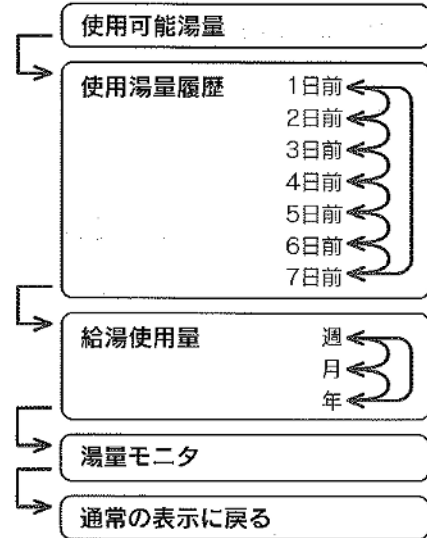 使用可能湯量
使用湯量履歴 1日前
2日前
3日前
4日前
5日前
6日前
7日前
給湯使用量 週
月
年
湯量モニタ
通常の表示に戻る